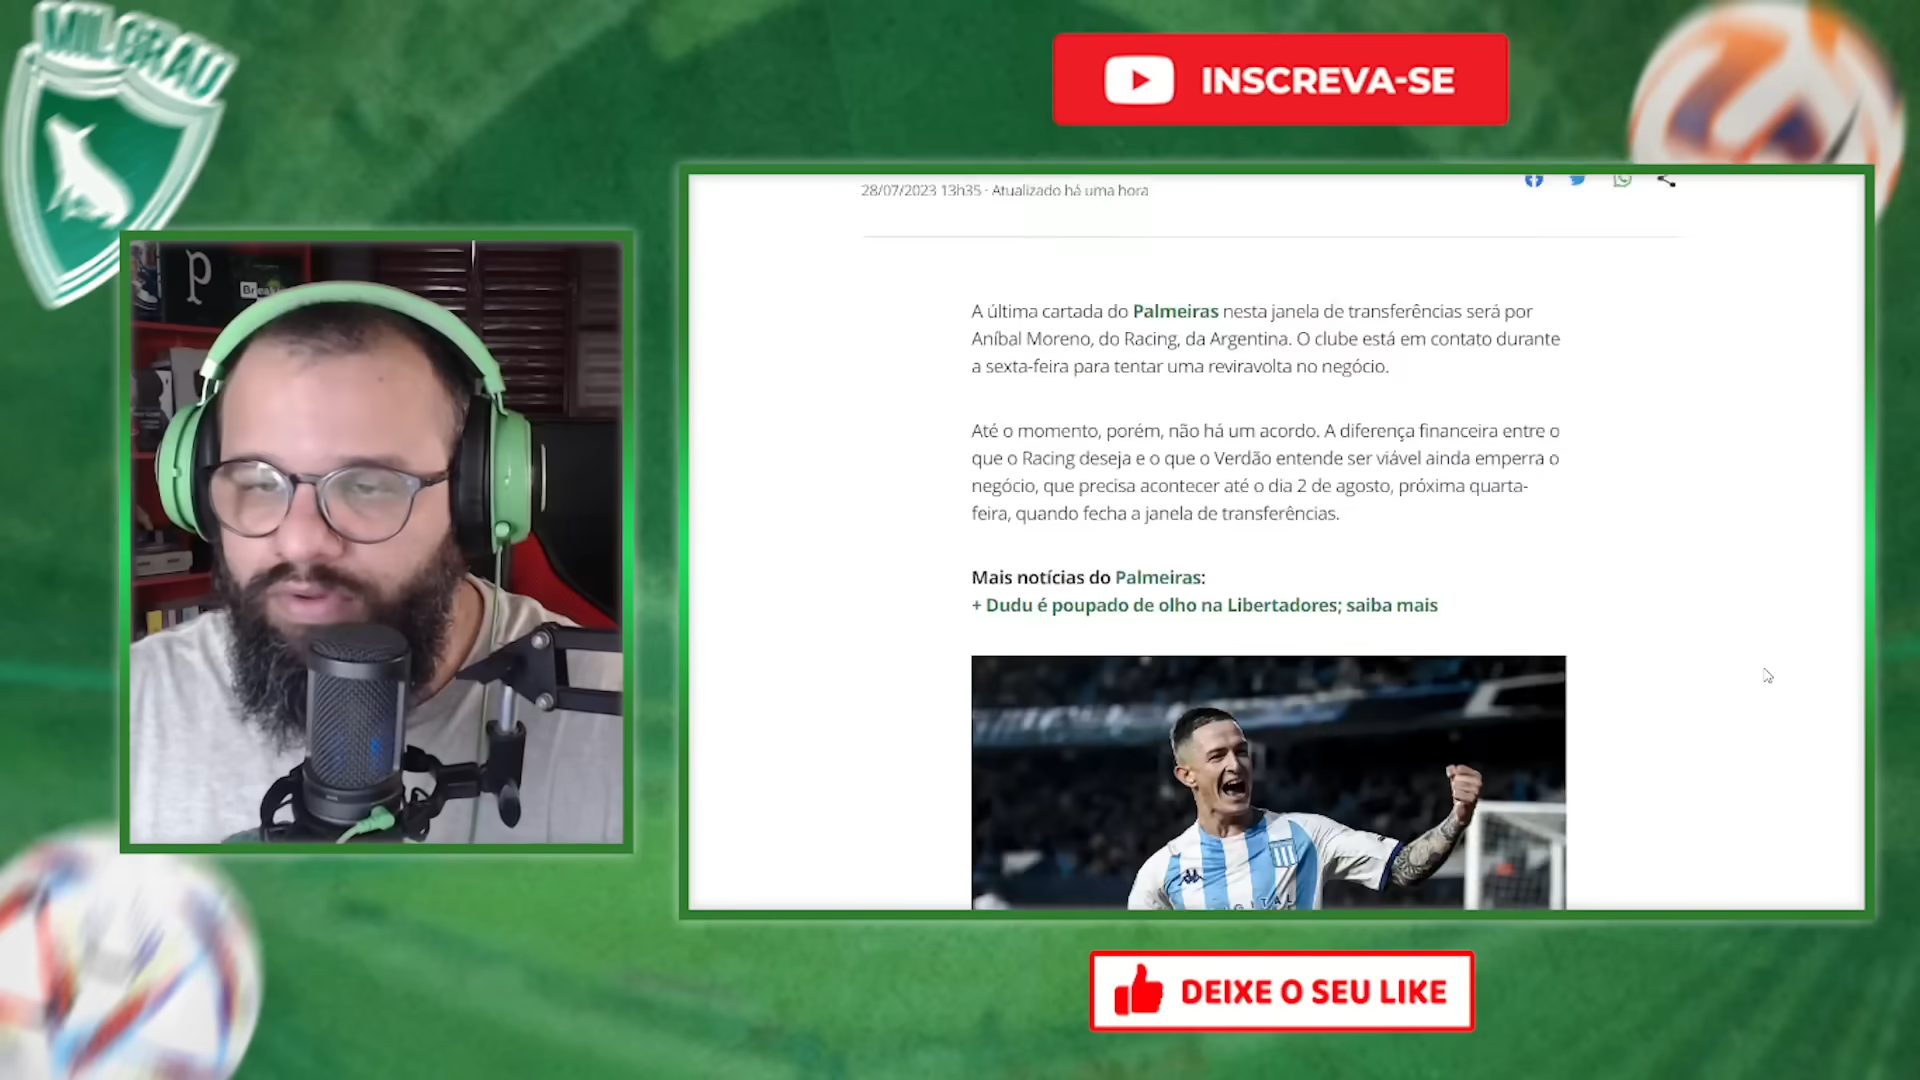 MILGRAU
INSCREVA-SE
28/07/2023 13h35 · Atualizado há uma hora
A última cartada do Palmeiras nesta janela de transferências será por
Aníbal Moreno, do Racing, da Argentina. O clube está em contato durante
a sexta-feira para tentar uma reviravolta no negócio.
Até o momento, porém, não há um acordo. A diferença financeira entre o
que o Racing deseja e o que o Verdão entende ser viável ainda emperra o
negócio, que precisa acontecer até o dia 2 de agosto, próxima quarta-
feira, quando fecha a janela de transferências.
Mais notícias do Palmeiras:
+ Dudu é poupado de olho na Libertadores; saiba mais
DEIXE O SEU LIKE